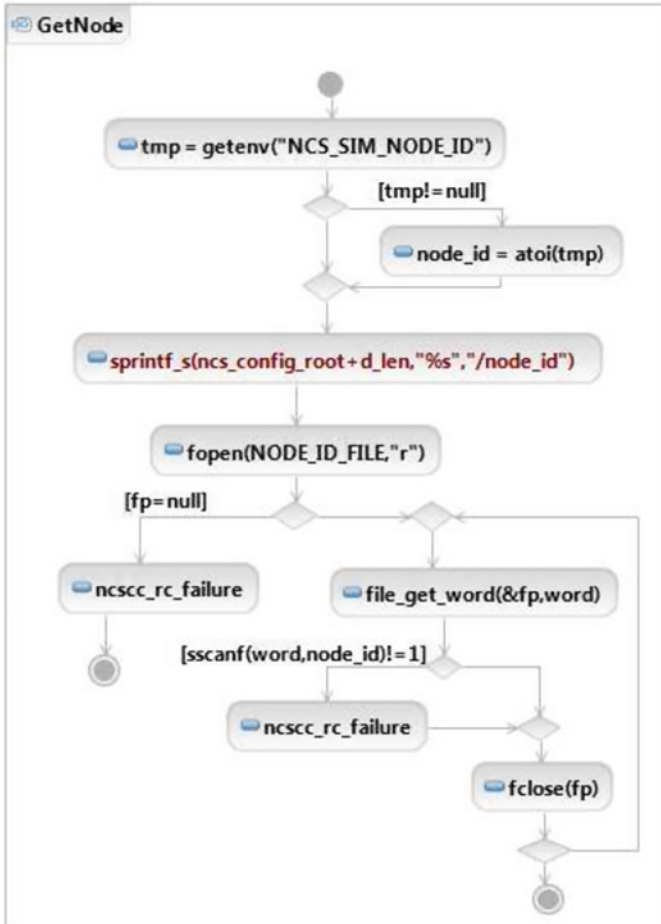 GetNode
tmp = getenv("NCS_SIM_NODE_ID")
[tmp!=null]
node_id = atoi(tmp)
sprintf_s(ncs_config_root+d_len,"%s","/node_id")
fopen(NODE_ID_FILE,"r")
[fp=null]
ncscc_rc_failure
file_get_word(&fp,word)
[sscanf(word,node_id)!=1]
ncscc_rc_failure
fclose(fp)